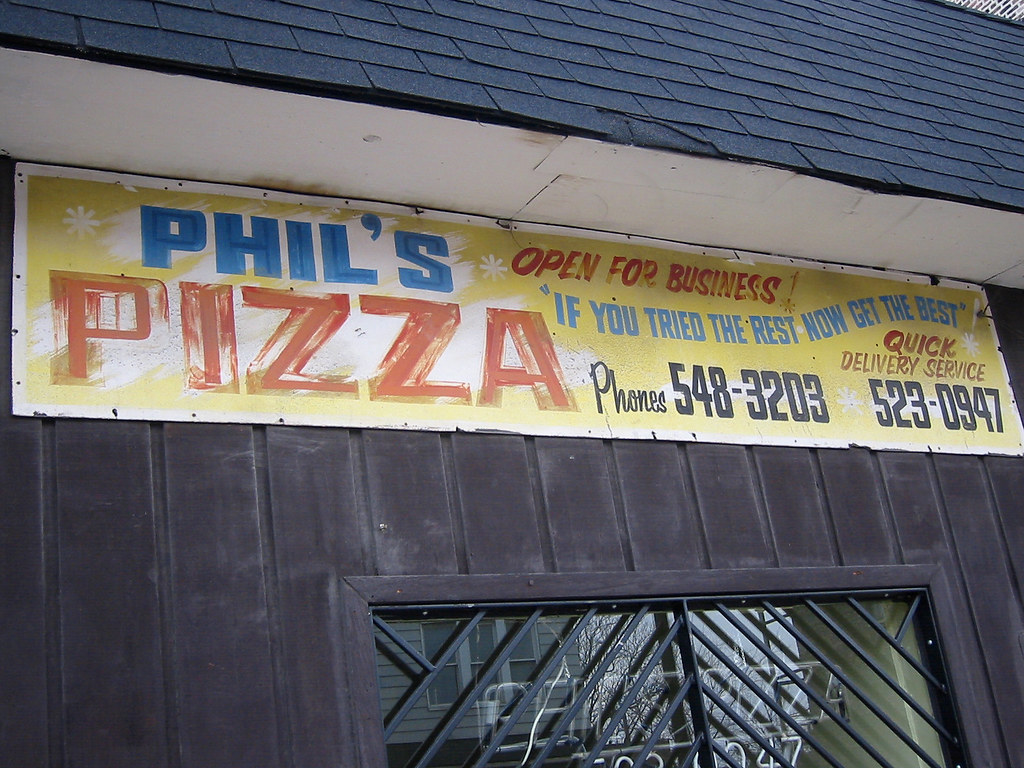 PHIL'S
PIZZA
OPEN FOR BUSINESS!
"IF YOU TRIED THE REST NOW GET THE BEST"
QUICK
DELIVERY SERVICE
Phones 548-3203 523-0947